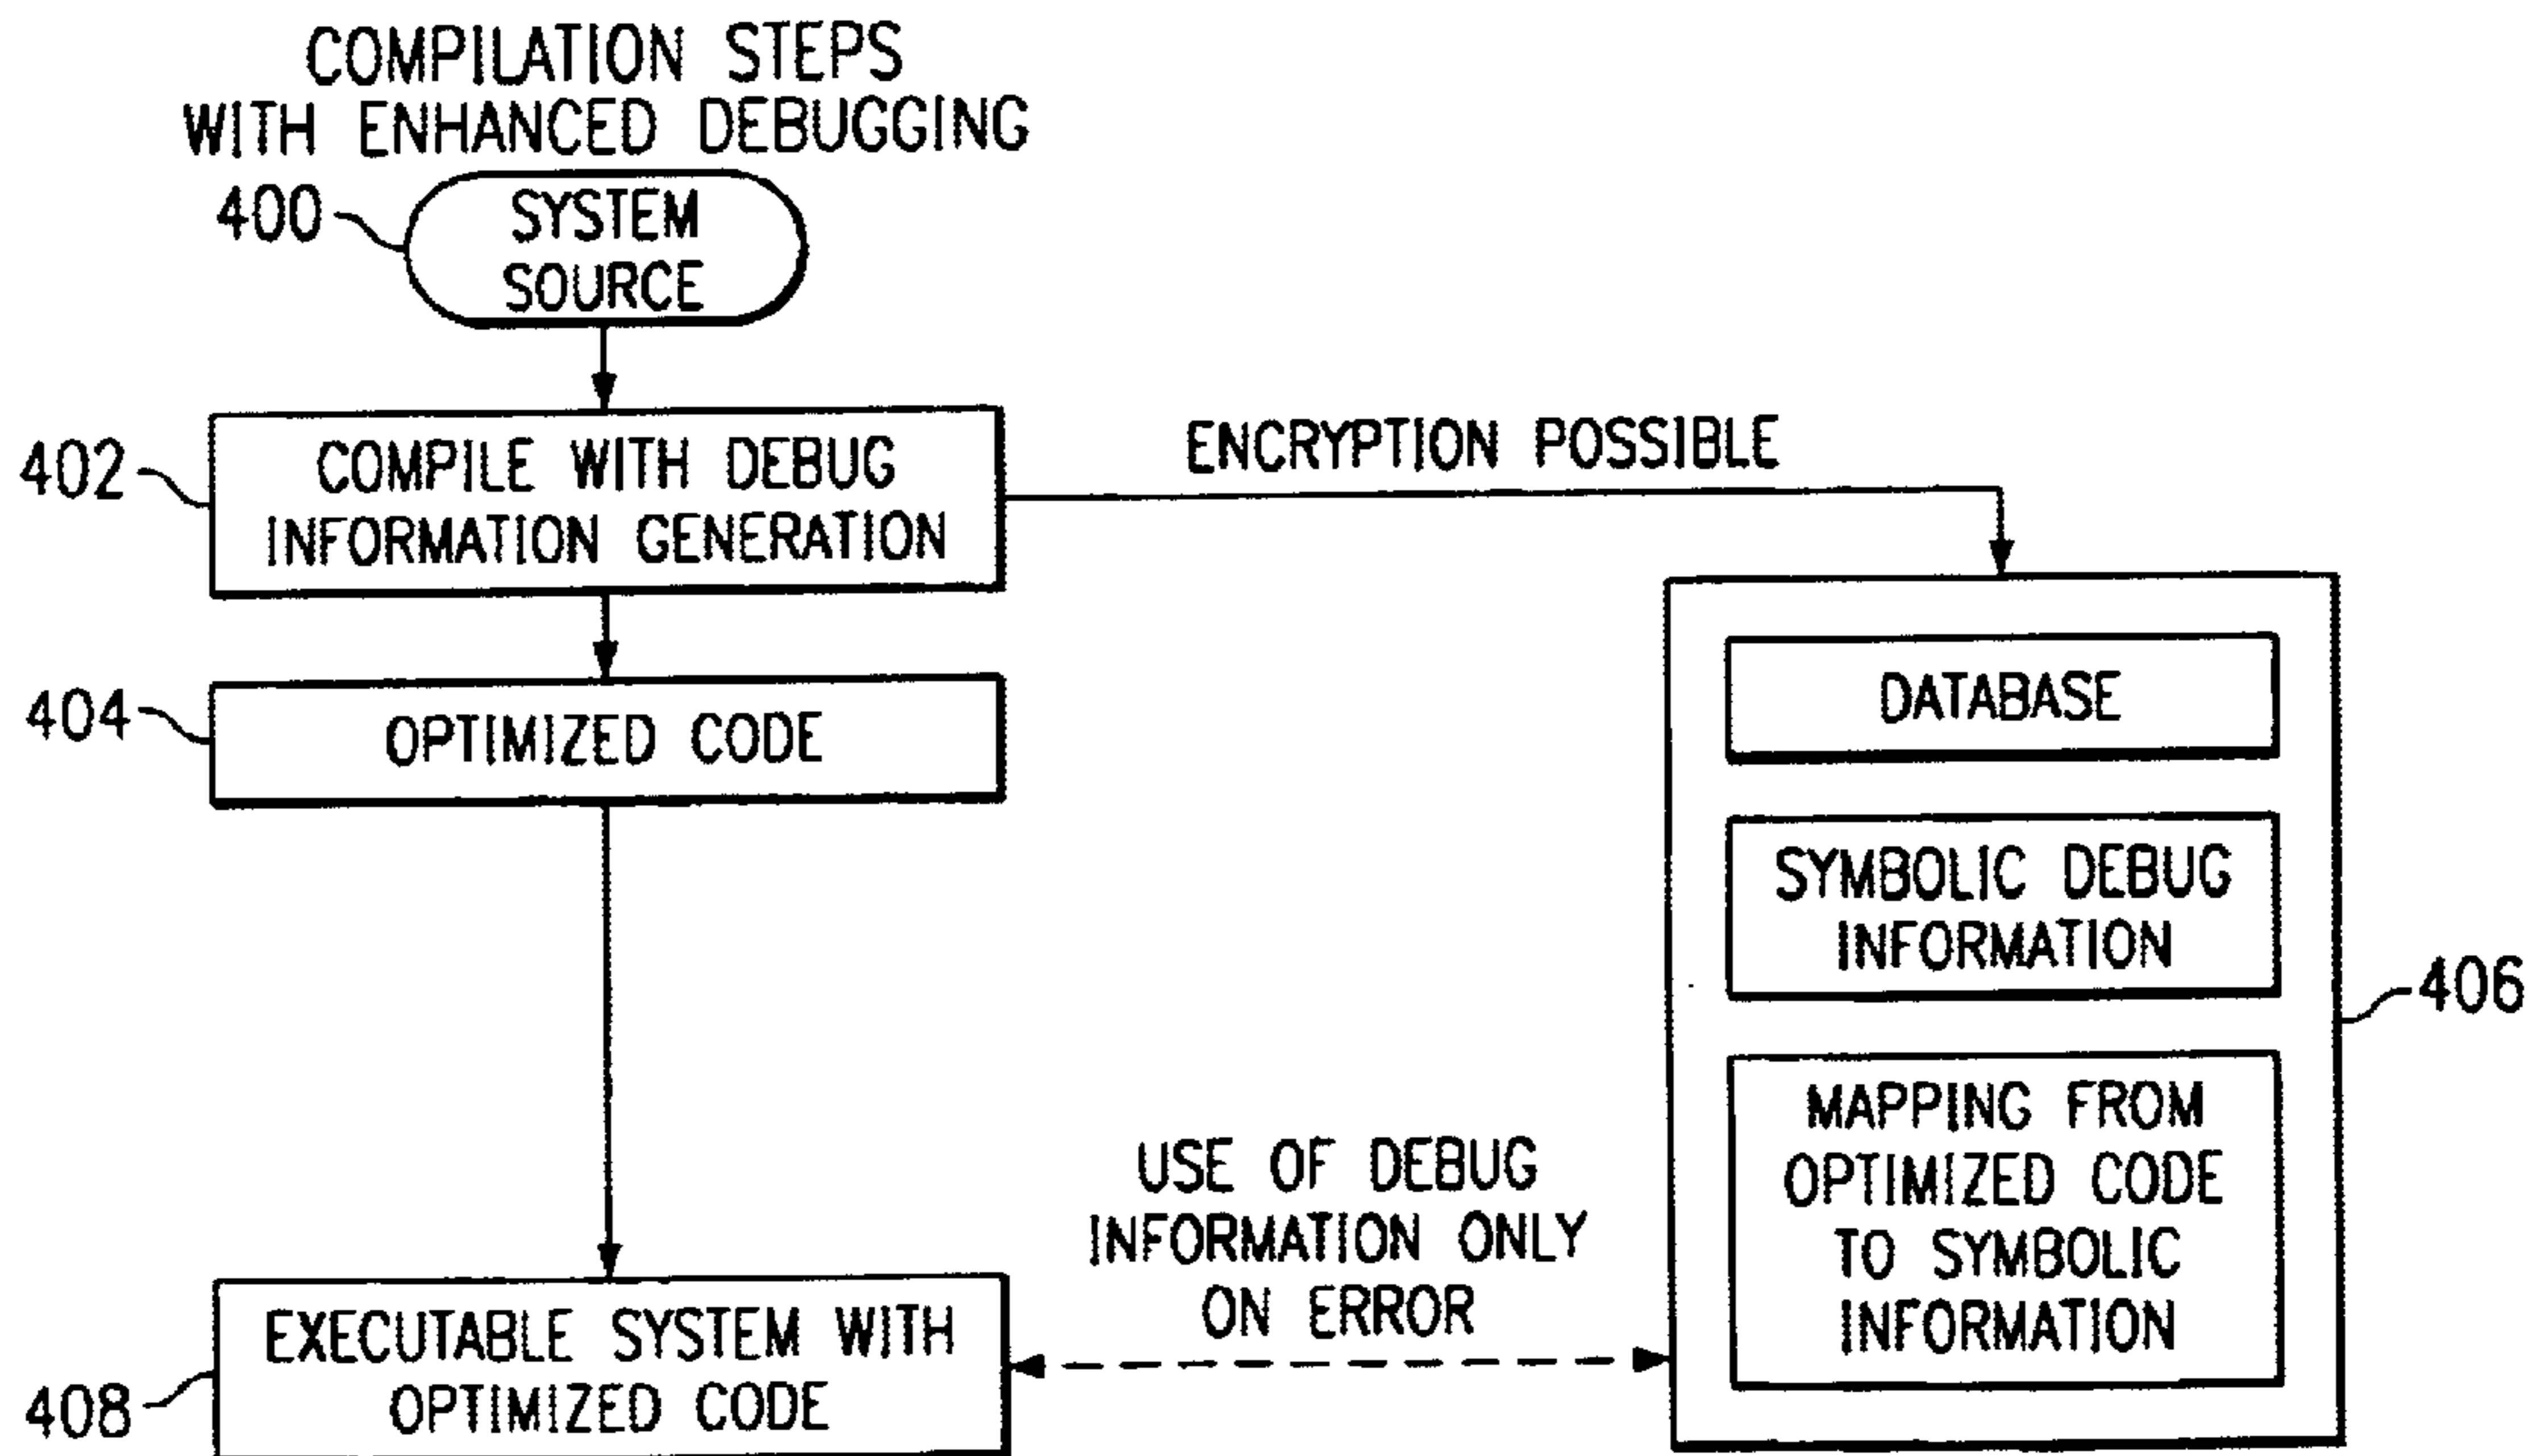 COMPILATION STEPS
WITH ENHANCED DEBUGGING
400
SYSTEM
SOURCE
402
COMPILE WITH DEBUG
INFORMATION GENERATION
ENCRYPTION POSSIBLE
404
OPTIMIZED CODE
DATABASE
SYMBOLIC DEBUG
INFORMATION
406
MAPPING FROM
OPTIMIZED CODE
TO SYMBOLIC
INFORMATION
USE OF DEBUG
INFORMATION ONLY
ON ERROR
408
EXECUTABLE SYSTEM WITH
OPTIMIZED CODE